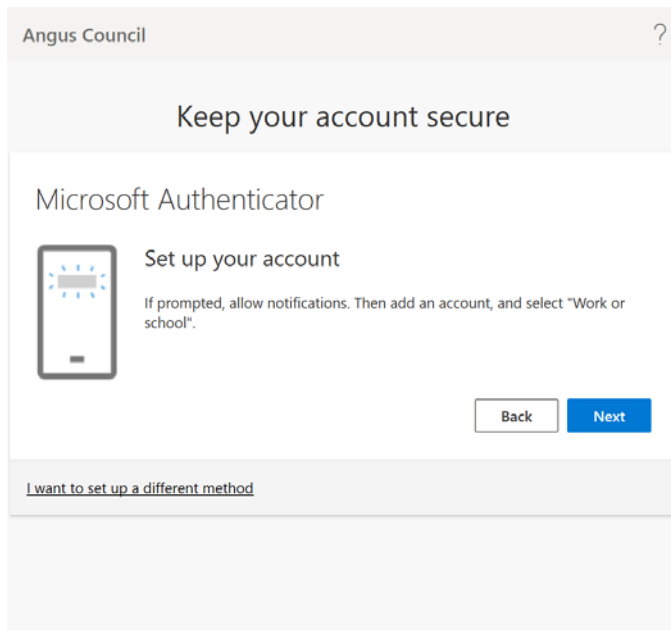 Angus Council
?
Keep your account secure
Microsoft Authenticator
Set up your account
If prompted, allow notifications. Then add an account, and select "Work or
school".
Back
Next
I want to set up a different method